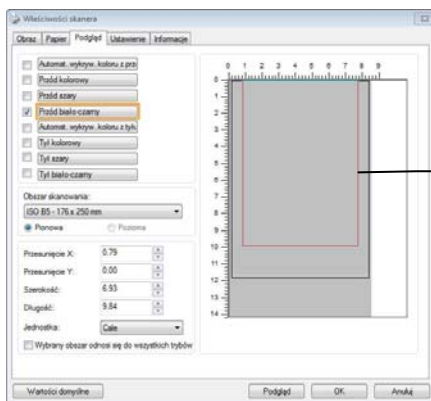 Właściwości skanera
Obraz Papier Podgląd Ustawienie Informacje
Automat. wykryw. koloru z prz
Przód kolorowy
Przód szary
Przód biało-czarny
Automat. wykryw. koloru z tyłu
Tył kolorowy
Tył szary
Tył biało-czarny
Obszar skanowania:
ISO B5 - 176 x 250 mm
Pionowa Pozioma
Przesunięcie X: 0.79
Przesunięcie Y: 0.00
Szerokość: 6.93
Długość: 9.84
Jednostka: Cale
Wybrany obszar odnosi się do wszystkich trybów
0 1 2 3 4 5 6 7 8 9
0
1
2
3
4
5
6
7
8
9
10
11
12
13
14
Wartości domyślne Podgląd OK Anuluj